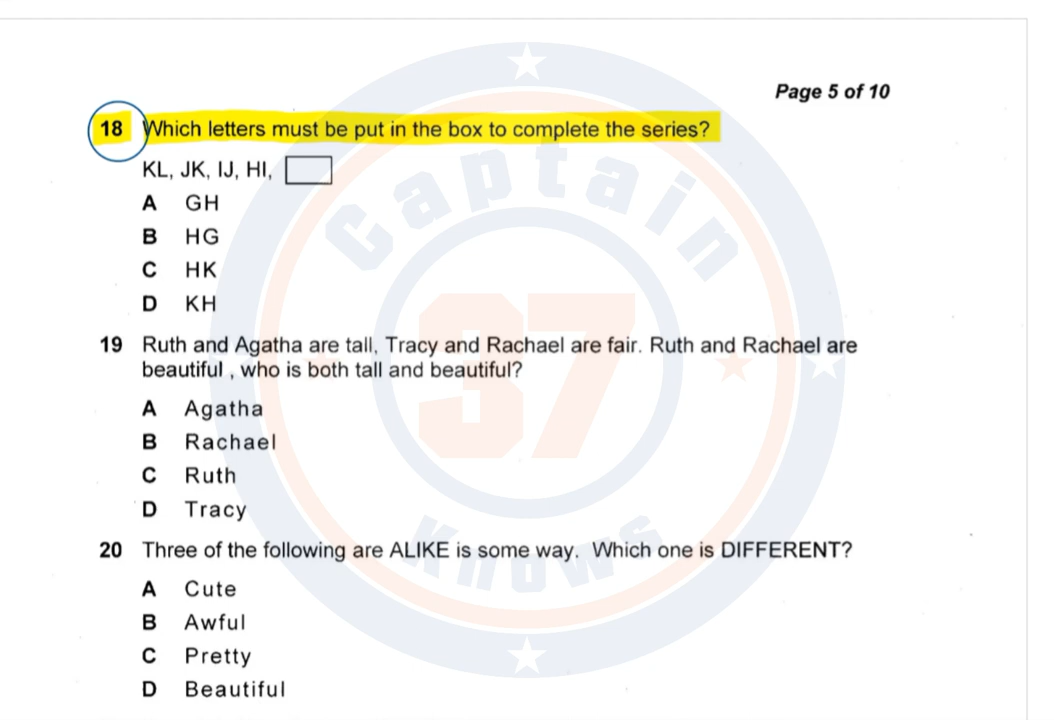 Page 5 of 10
18 Which letters must be put in the box to complete the series?
KL, JK, IJ, HI,
A GH
B HG
C HK
D KH
19 Ruth and Agatha are tall, Tracy and Rachael are fair. Ruth and Rachael are
beautiful , who is both tall and beautiful?
A Agatha
B Rachael
C Ruth
D Tracy
20 Three of the following are ALIKE is some way. Which one is DIFFERENT?
A Cute
B Awful
C Pretty
D Beautiful
Captain
37
Knows